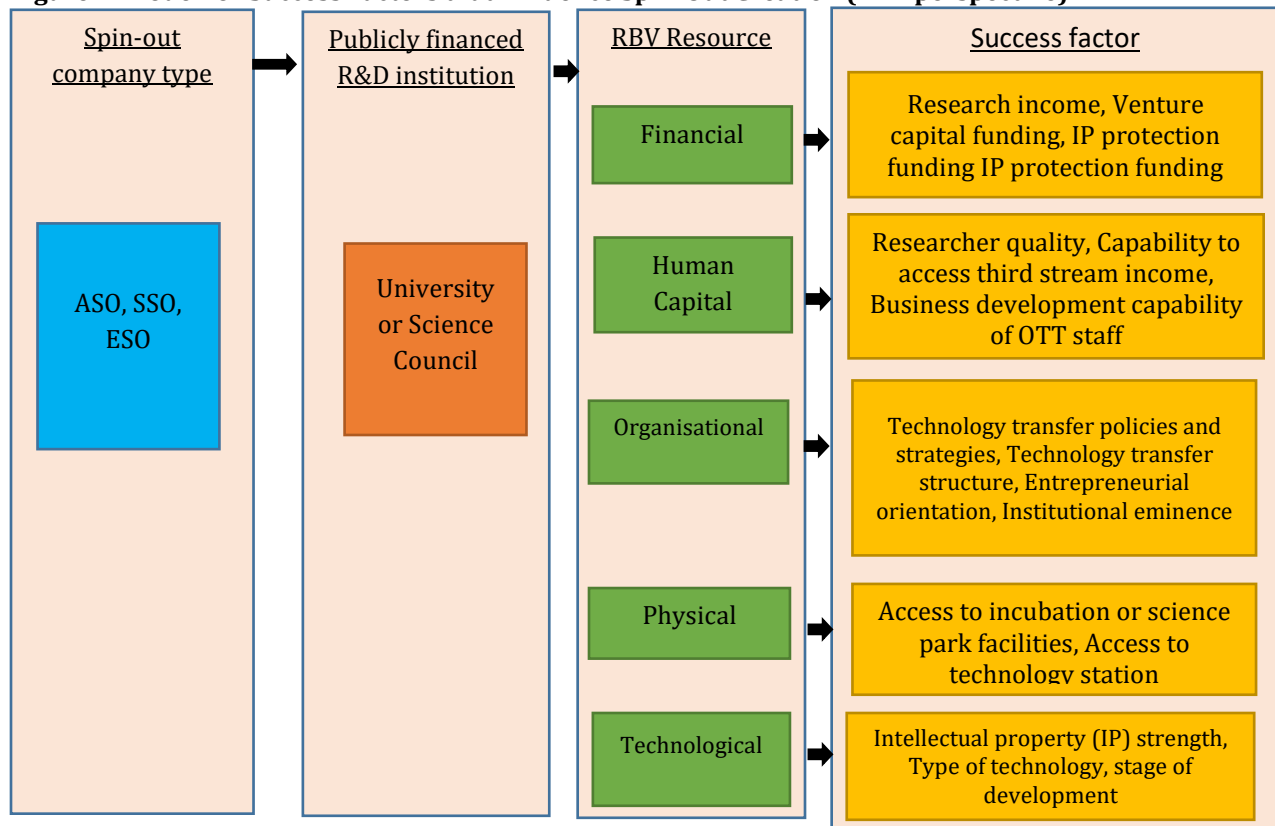 Spin-out
company type
Publicly financed
R&D institution
RBV Resource
Success factor
ASO, SSO,
ESO
University
or Science
Council
Financial
Research income, Venture
capital funding, IP protection
funding IP protection funding
Human
Capital
Researcher quality, Capability to
access third stream income,
Business development capability
of OTT staff
Organisational
Technology transfer policies and
strategies, Technology transfer
structure, Entrepreneurial
orientation, Institutional eminence
Physical
Access to incubation or science
park facilities, Access to
technology station
Technological
Intellectual property (IP) strength,
Type of technology, stage of
development